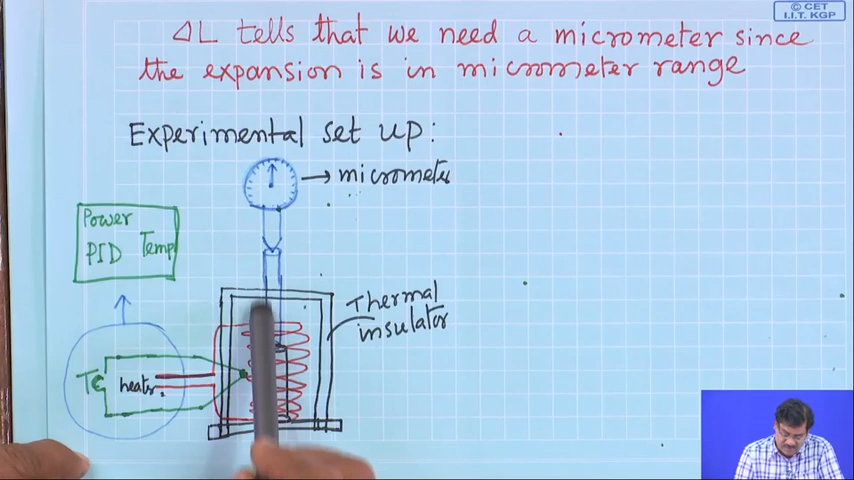 © CET
I.I.T. KGP
ΔL tells that we need a micrometer since
the expansion is in micrometer range
Experimental set up:
micrometer
Power
PID Temp
Thermal
insulator
TC
heater